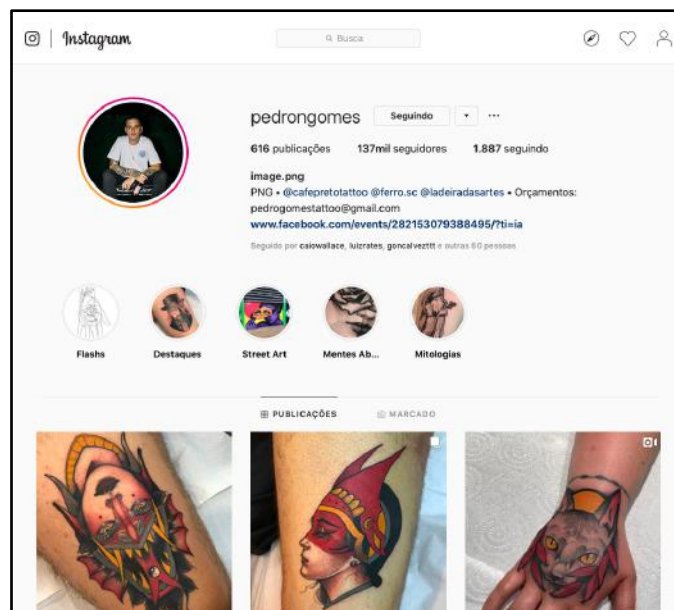 Instagram
Busca
pedrongomes Seguindo
616 publicações 137mil seguidores 1.887 seguindo
image.png
PNG • @cafepretotattoo @ferro.sc @ladeiradasartes • Orçamentos:
pedrogomestattoo@gmail.com
www.facebook.com/events/282153079388495/?ti=ia
Seguido por caiowallace, luizrates, goncalvezttt e outras 60 pessoas
Flashs Destaques Street Art Mentes Ab... Mitologias
PUBLICAÇÕES MARCADO